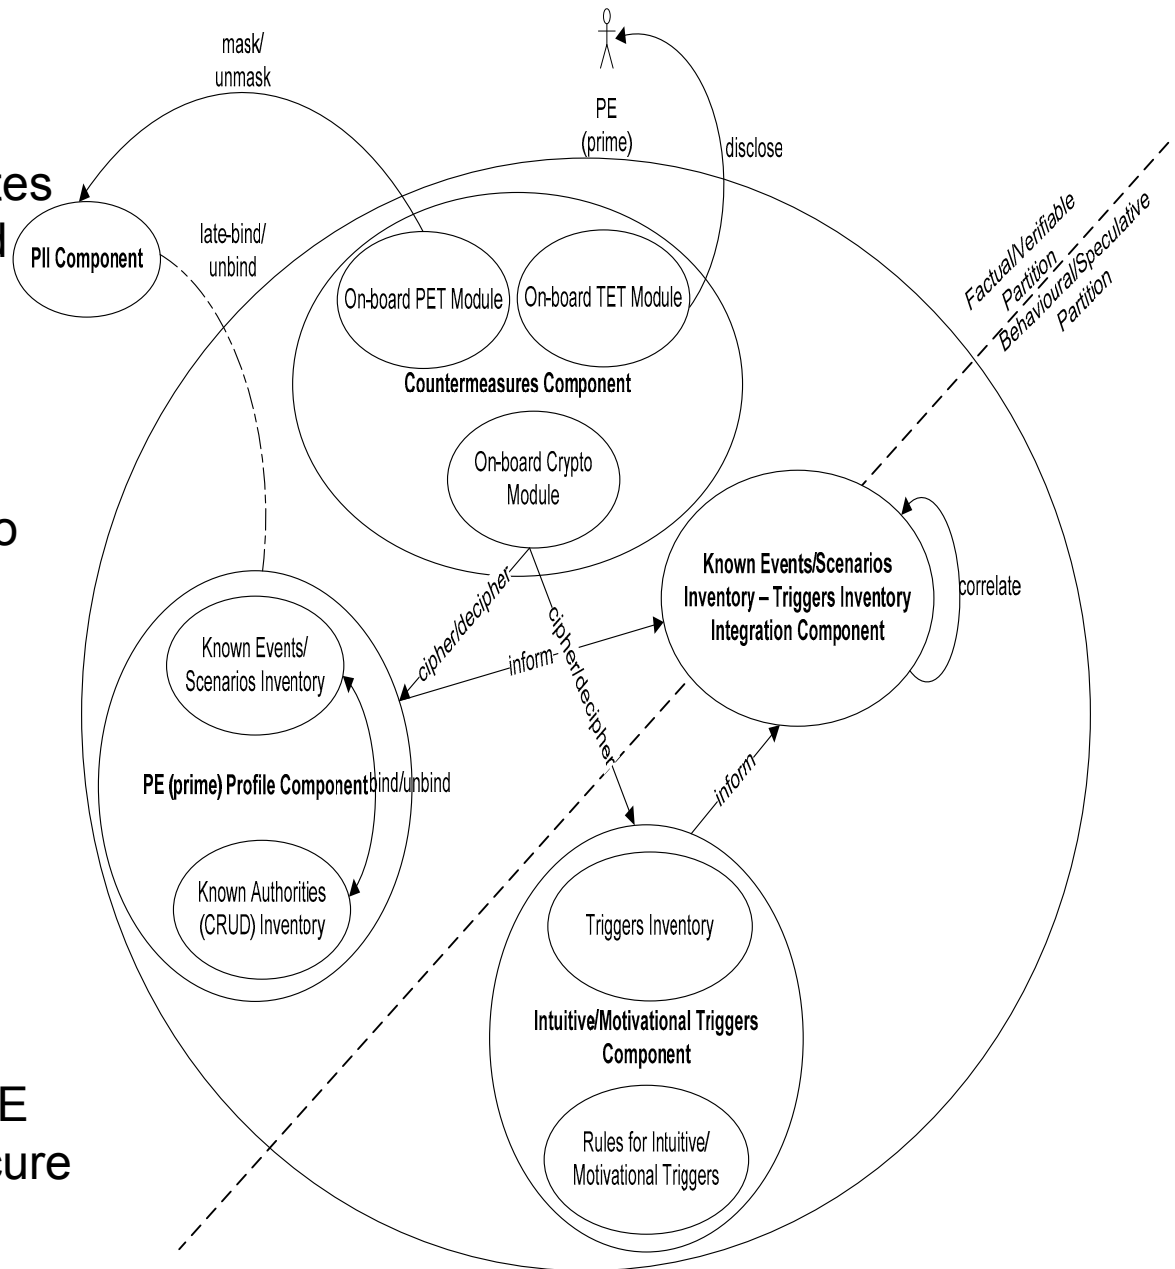 mask/
unmask
PE
(prime)
disclose
tes
d
PII Component
late-bind/
unbind
Factual/Verifiable
Partition
Behavioural/Speculative
Partition
On-board PET Module
On-board TET Module
Countermeasures Component
On-board Crypto
Module
o
cipher/decipher
cipher/decipher
inform
Known Events/Scenarios
Inventory – Triggers Inventory
Integration Component
correlate
Known Events/
Scenarios Inventory
PE (prime) Profile Component
bind/unbind
Known Authorities
(CRUD) Inventory
inform
Triggers Inventory
Intuitive/Motivational Triggers
Component
Rules for Intuitive/
Motivational Triggers
E
cure